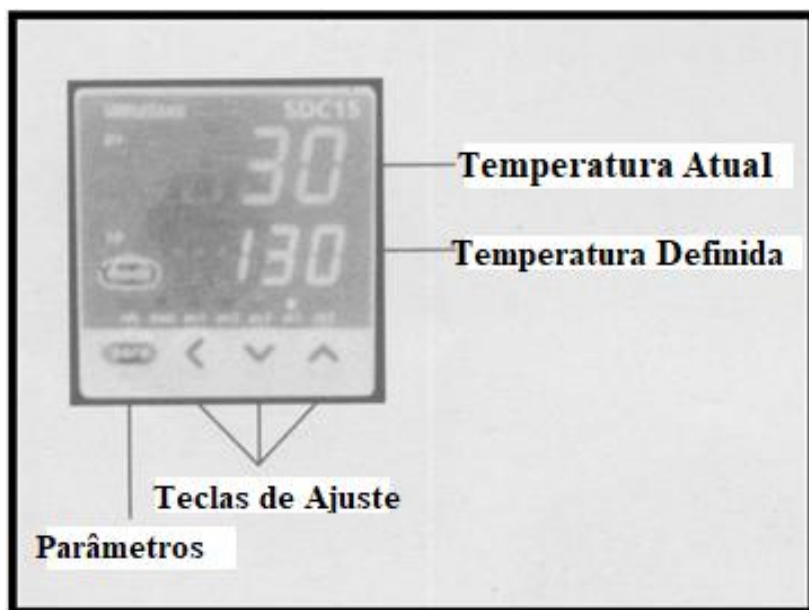 SDC15
30
Temperatura Atual
130
Temperatura Definida
Teclas de Ajuste
Parâmetros